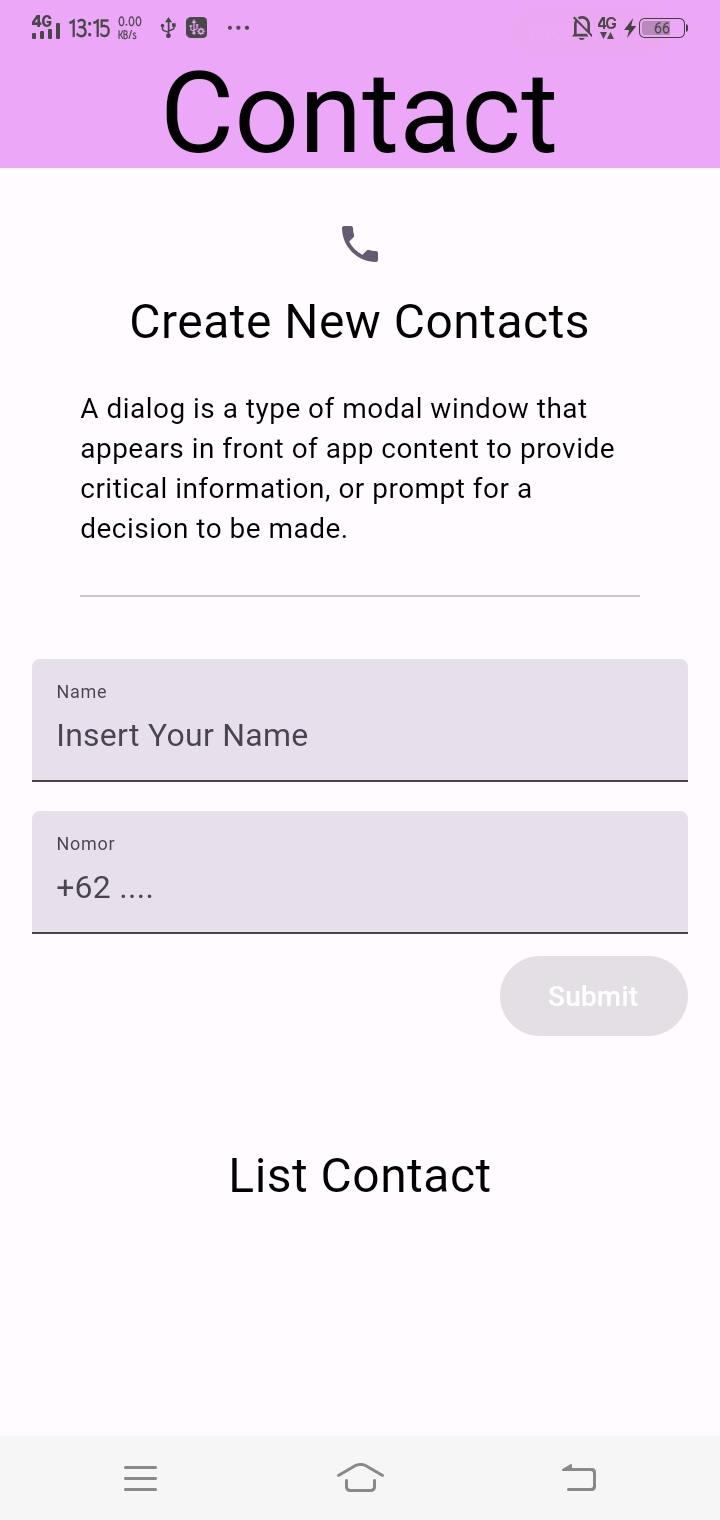 4G 13:15 0.00 KB/s ... 4G 66
Contact
Create New Contacts
A dialog is a type of modal window that
appears in front of app content to provide
critical information, or prompt for a
decision to be made.
Name
Insert Your Name
Nomor
+62 ....
Submit
List Contact